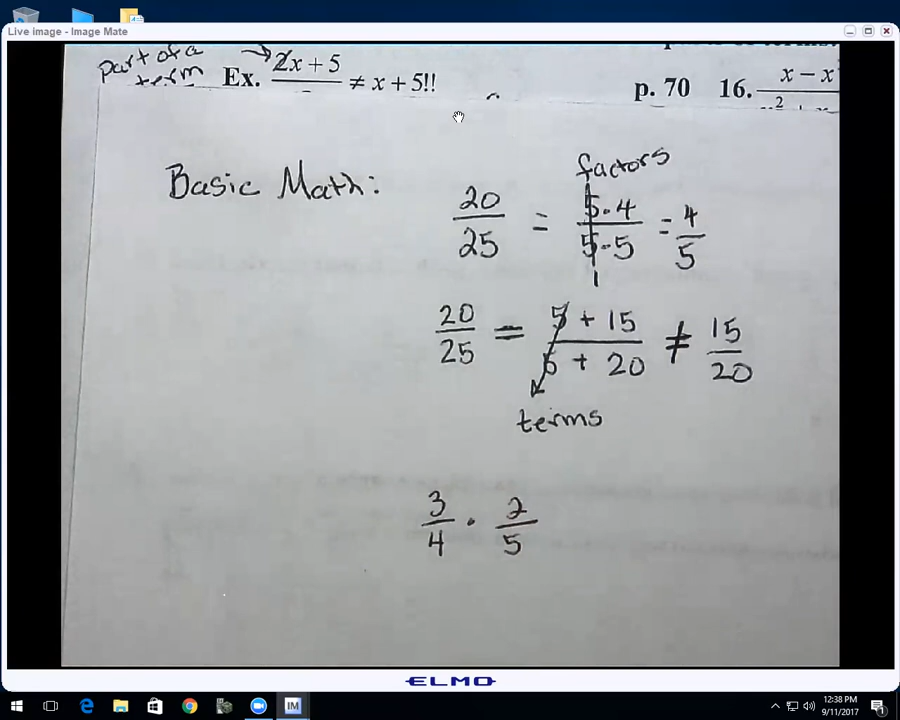 Live image - Image Mate
part of a
term
Ex. 2x + 5 ≠ x + 5!!
p. 70 16. x - x
Basic Math:
factors
20/25 = 5·4/5·5 = 4/5
1
20/25 = 5 + 15/5 + 20 ≠ 15/20
terms
3/4 · 2/5
ELMO
IM
12:38 PM
9/11/2017
1